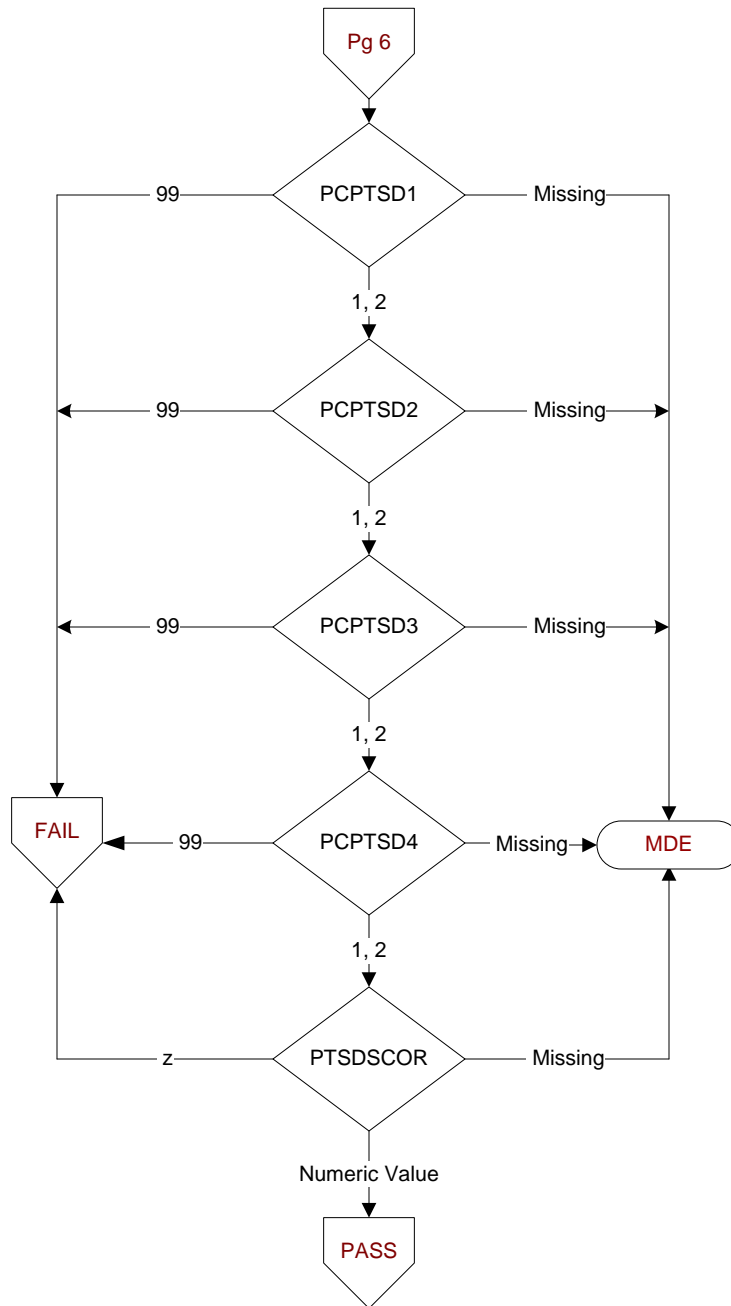 Pg 6
PCPTSD1
99
Missing
1, 2
PCPTSD2
99
Missing
1, 2
PCPTSD3
99
Missing
1, 2
FAIL
99
PCPTSD4
Missing
MDE
1, 2
z
PTSDSCOR
Missing
Numeric Value
PASS